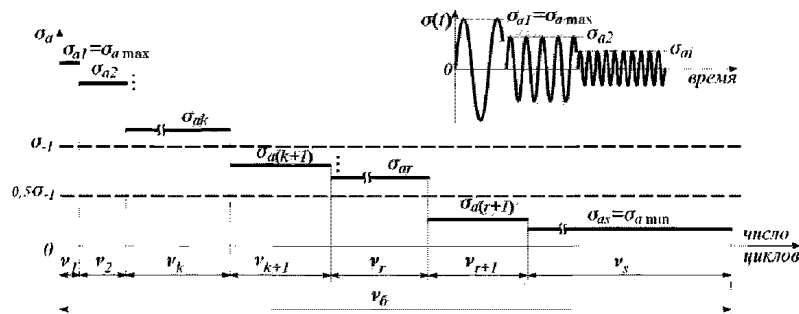 σ(t) σa1=σa max
σa2
σai
0
время
σa
σa1=σa max
σa2
σak
σ-1
σa(k+1)
σar
0,5σ-1
σa(r+1)
σas=σa min
число
циклов
0
ν1 ν2 νk νk+1 νr νr+1 νs
νб